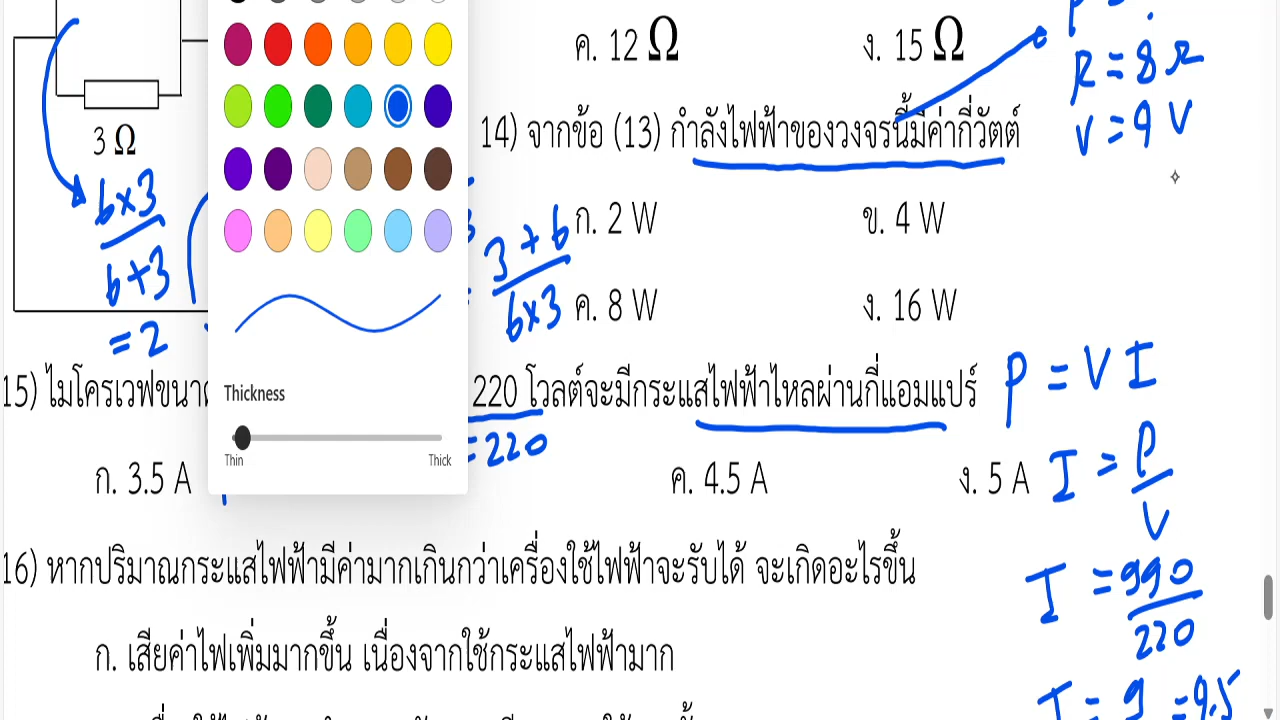 ค. 12 Ω
ง. 15 Ω
R = 8 Ω
V = 9 V
3 Ω
14) จากข้อ (13) กำลังไฟฟ้าของวงจรนี้มีค่ากี่วัตต์
6×3
6+3
= 2
3 + 6
6×3
ก. 2 W
ข. 4 W
ค. 8 W
ง. 16 W
15) ไมโครเวฟขนาด
220 โวลต์จะมีกระแสไฟฟ้าไหลผ่านกี่แอมแปร์
P = V I
Thickness
= 220
Thin
Thick
ก. 3.5 A
ค. 4.5 A
ง. 5 A
I = P
V
16) หากปริมาณกระแสไฟฟ้ามีค่ามากเกินกว่าเครื่องใช้ไฟฟ้าจะรับได้ จะเกิดอะไรขึ้น
I = 990
220
ก. เสียค่าไฟเพิ่มมากขึ้น เนื่องจากใช้กระแสไฟฟ้ามาก